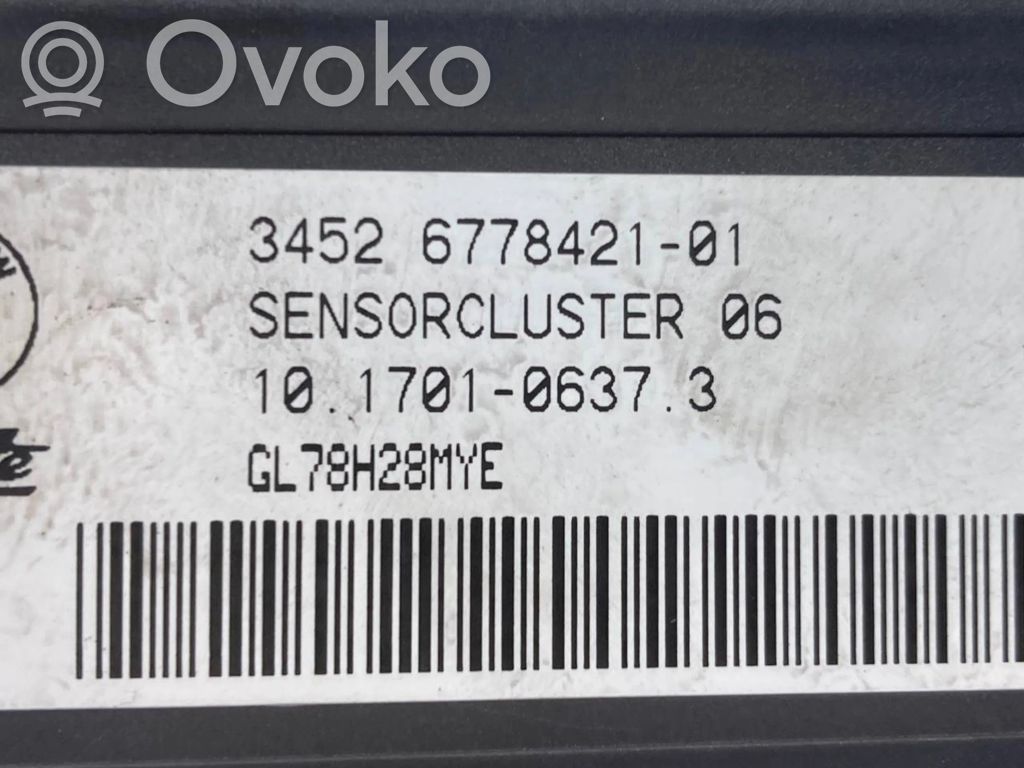 Ovoko
3452 6778421-01
SENSORCLUSTER 06
10.1701-0637.3
GL78H28MYE